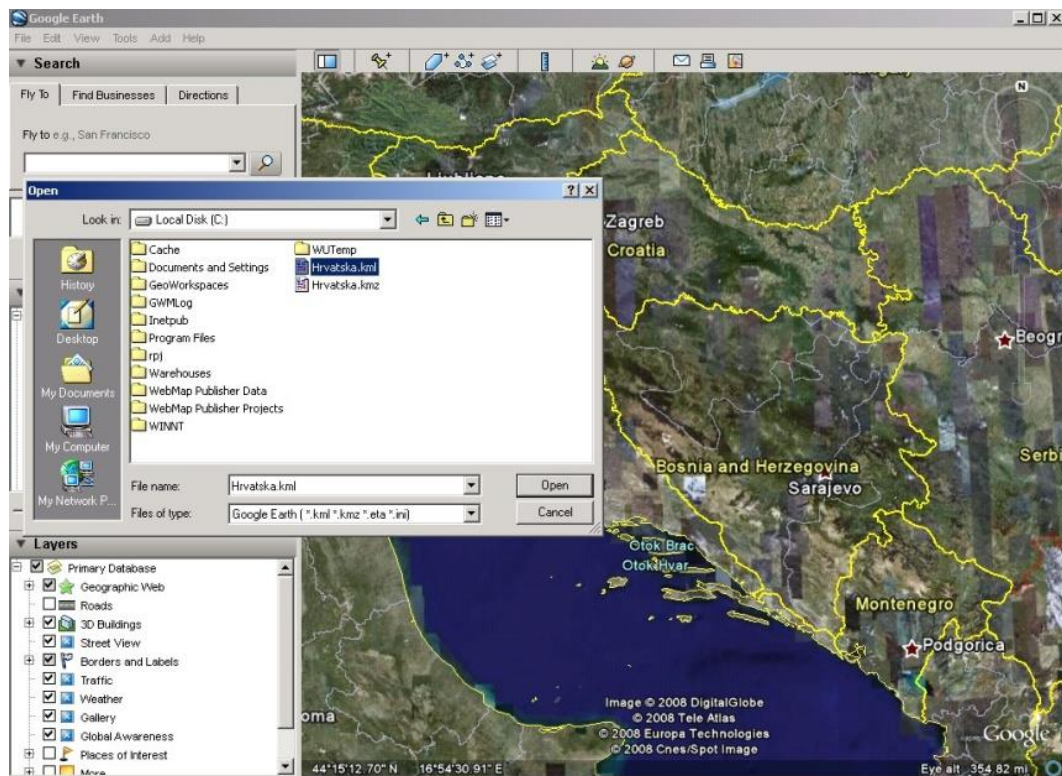 Google Earth
File Edit View Tools Add Help
Search
Fly To Find Businesses Directions
Fly to e.g., San Francisco
Open
Look in: Local Disk (C:)
History
Desktop
My Documents
My Computer
My Network P...
Cache
Documents and Settings
GeoWorkspaces
GWMLog
Inetpub
Program Files
rpj
Warehouses
WebMap Publisher Data
WebMap Publisher Projects
WINNT
WUTemp
Hrvatska.kml
Hrvatska.kmz
File name: Hrvatska.kml Open
Files of type: Google Earth ( *.kml *.kmz *.eta *.ini) Cancel
Layers
Primary Database
Geographic Web
Roads
3D Buildings
Street View
Borders and Labels
Traffic
Weather
Gallery
Global Awareness
Places of Interest
More
N
Zagreb
Croatia
Beogr
Serbi
Bosnia and Herzegovina
Sarajevo
Otok Brac
Otok Hvar
Montenegro
Podgorica
oma
Image © 2008 DigitalGlobe
© 2008 Tele Atlas
© 2008 Europa Technologies
© 2008 Cnes/Spot Image
Google
44°15'12.70" N 16°54'30.91" E Eye alt 354.82 mi